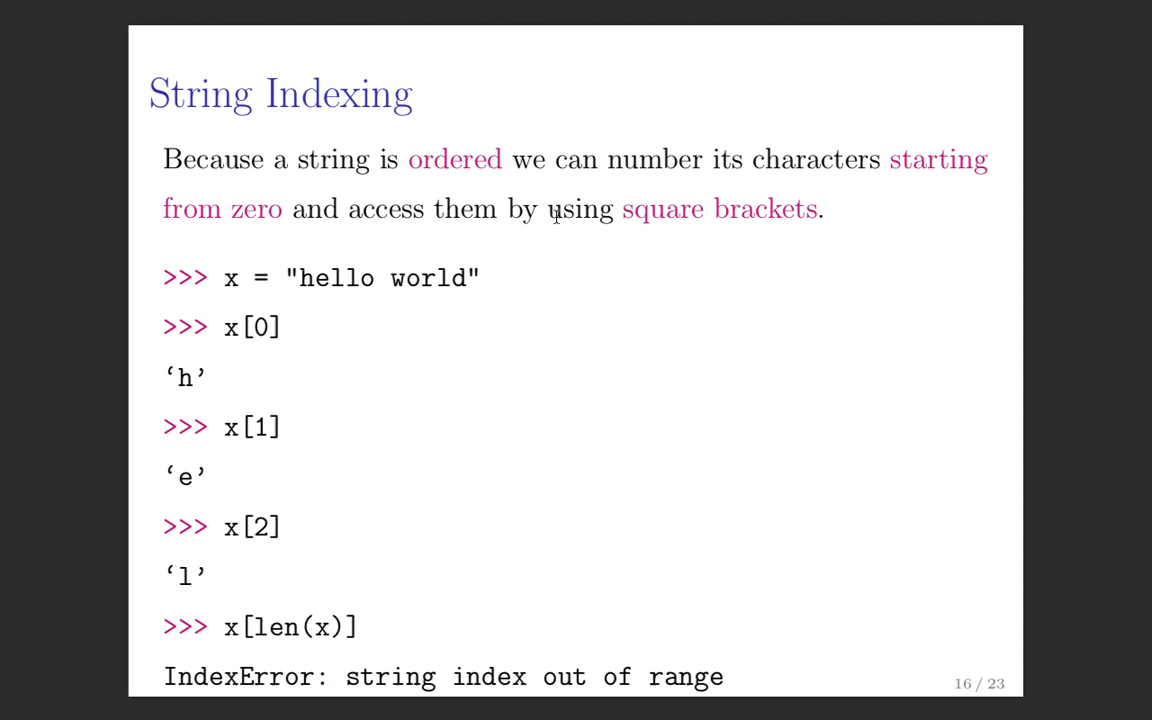 String Indexing
Because a string is ordered we can number its characters starting
from zero and access them by using square brackets.
>>> x = "hello world"
>>> x[0]
‘h’
>>> x[1]
‘e’
>>> x[2]
‘l’
>>> x[len(x)]
IndexError: string index out of range
16 / 23